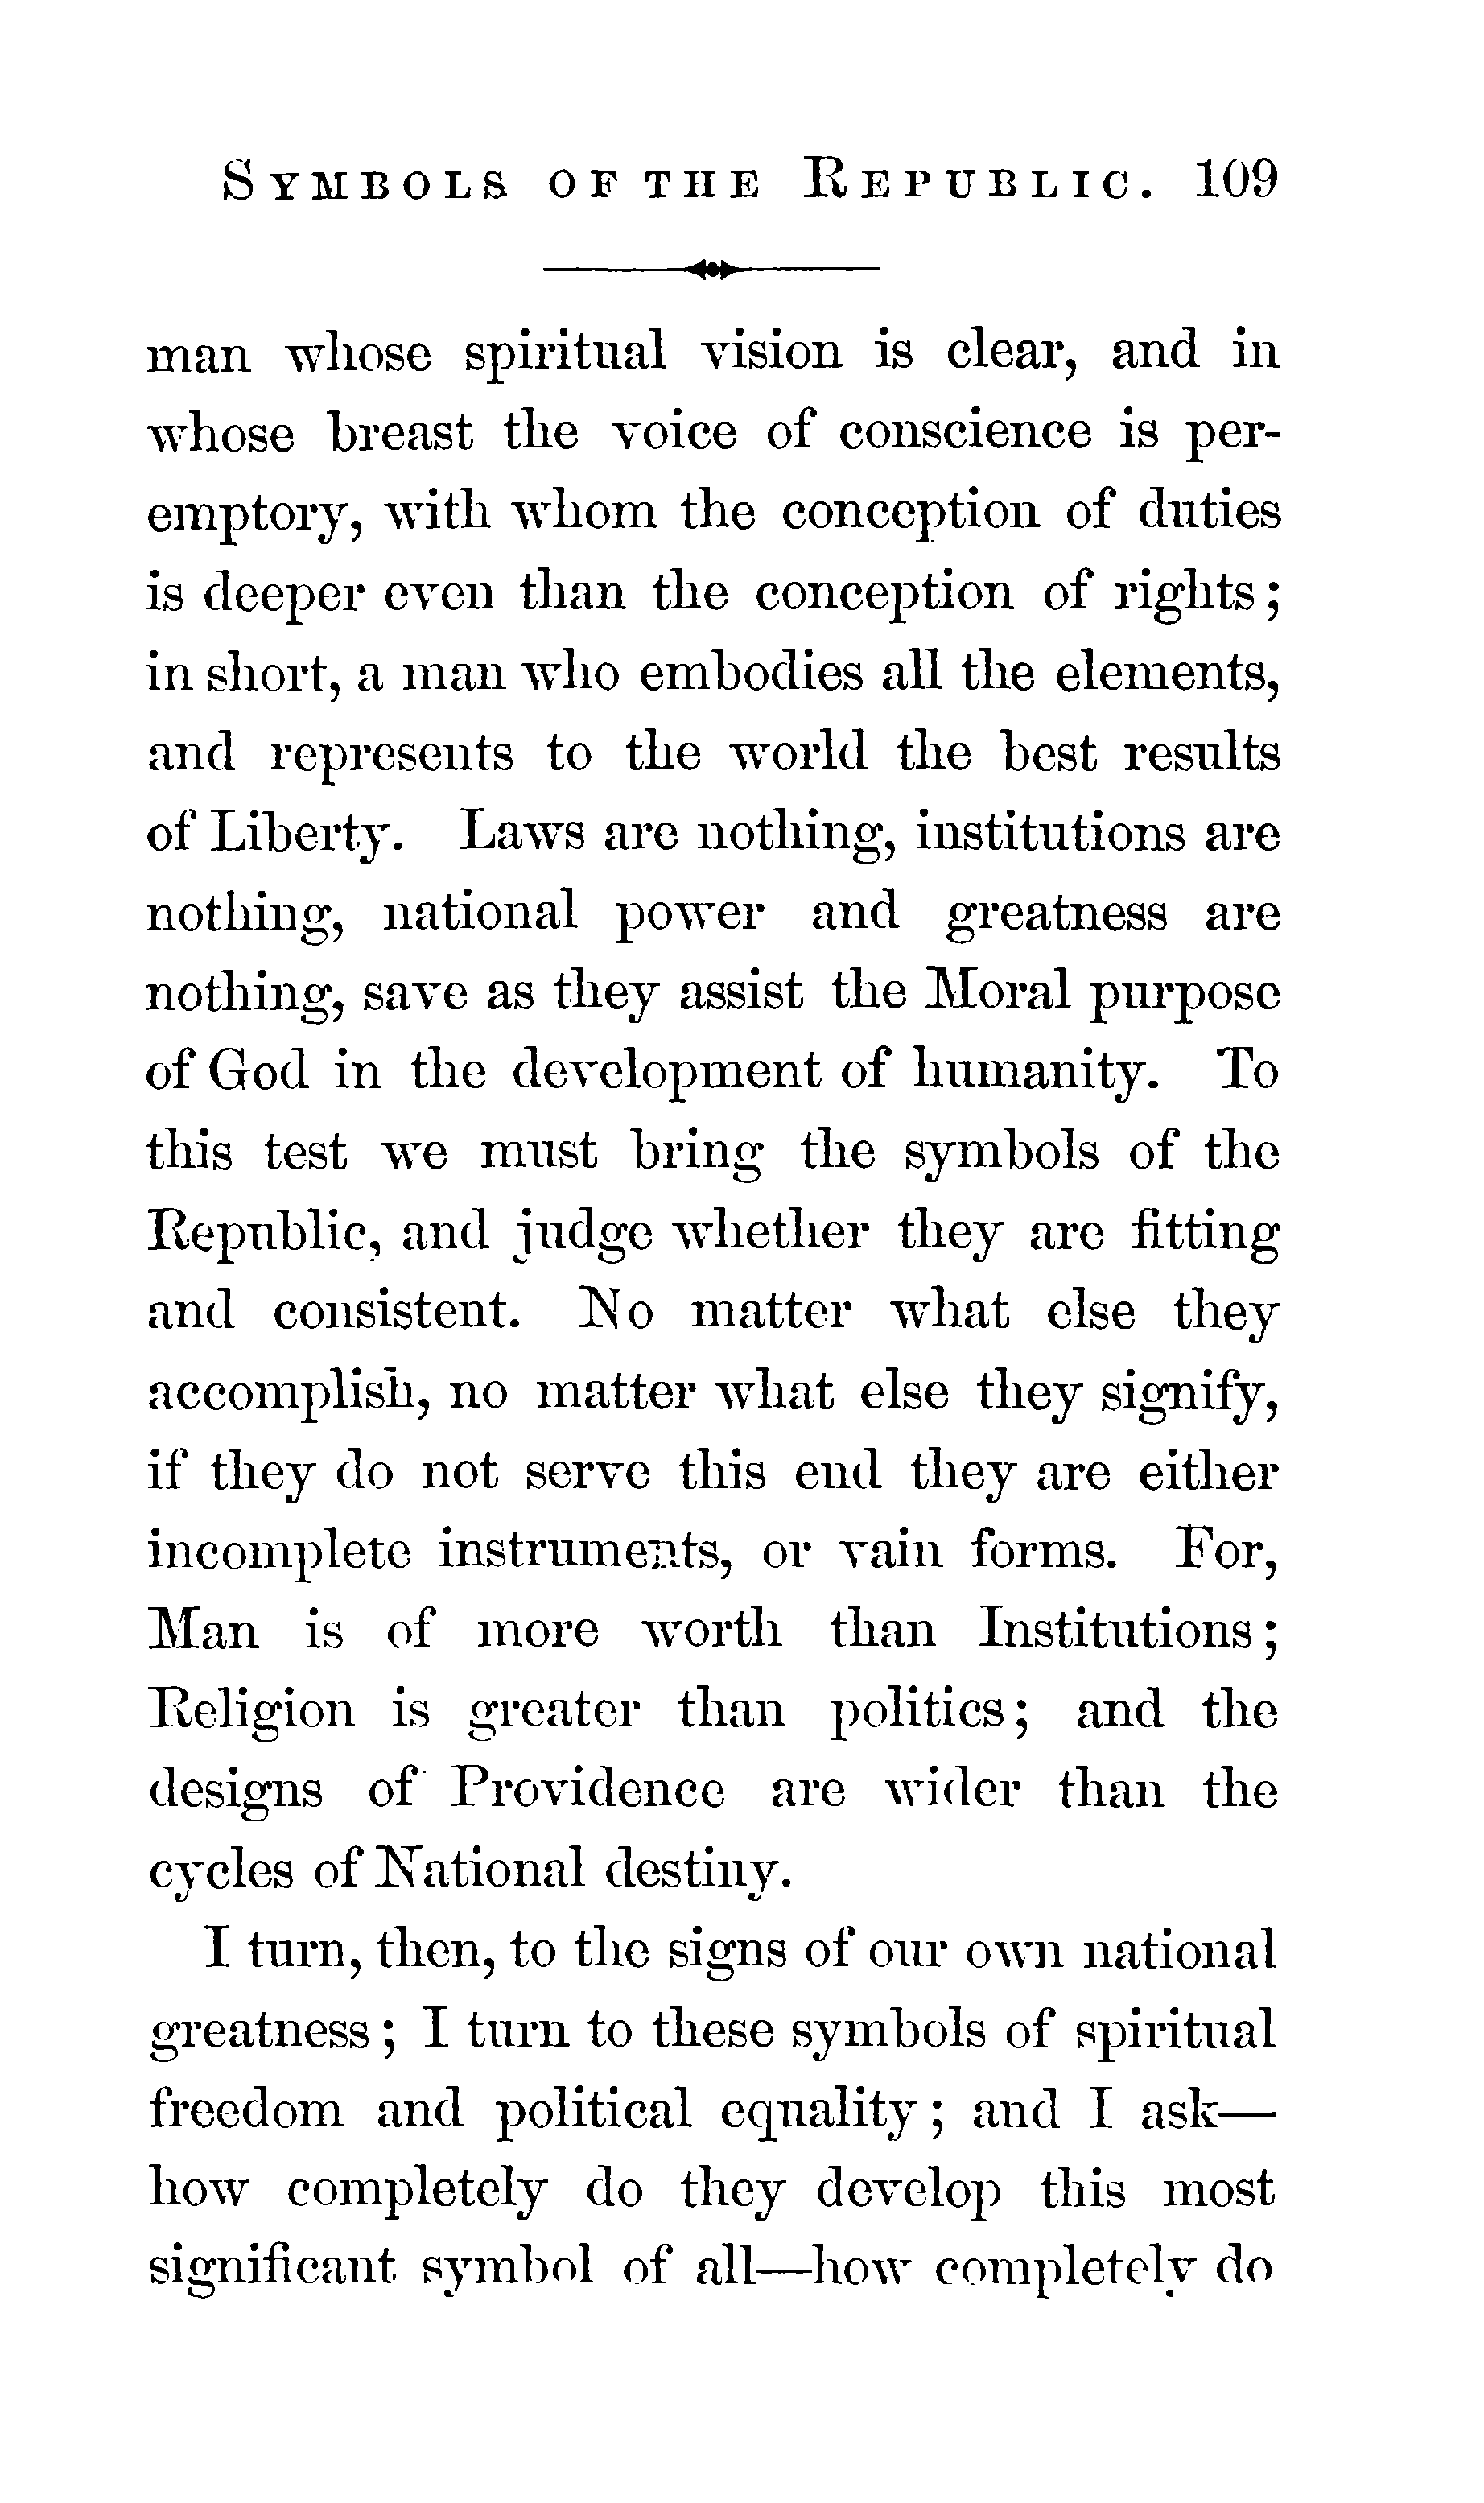 SYMBOLS OF THE REPUBLIC. 109
man whose spiritual vision is clear, and in
whose breast the voice of conscience is per-
emptory, with whom the conception of duties
is deeper even than the conception of rights;
in short, a man who embodies all the elements,
and represents to the world the best results
of Liberty. Laws are nothing, institutions are
nothing, national power and greatness are
nothing, save as they assist the Moral purpose
of God in the development of humanity. To
this test we must bring the symbols of the
Republic, and judge whether they are fitting
and consistent. No matter what else they
accomplish, no matter what else they signify,
if they do not serve this end they are either
incomplete instruments, or vain forms. For,
Man is of more worth than Institutions;
Religion is greater than politics; and the
designs of Providence are wider than the
cycles of National destiny.
I turn, then, to the signs of our own national
greatness; I turn to these symbols of spiritual
freedom and political equality; and I ask—
how completely do they develop this most
significant symbol of all—how completely do